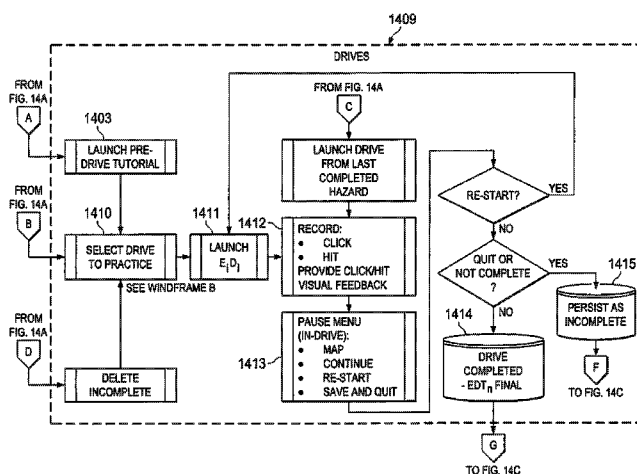 1409
DRIVES
FROM
FIG. 14A
A
1403
LAUNCH PRE-
DRIVE TUTORIAL
FROM
FIG. 14A
B
1410
SELECT DRIVE
TO PRACTICE
SEE WINDFRAME B
FROM
FIG. 14A
D
DELETE
INCOMPLETE
1411
LAUNCH
EiDj
FROM FIG. 14A
C
LAUNCH DRIVE
FROM LAST
COMPLETED
HAZARD
1412
RECORD:
• CLICK
• HIT
PROVIDE CLICK/HIT
VISUAL FEEDBACK
1413
PAUSE MENU
(IN-DRIVE):
• MAP
• CONTINUE
• RE-START
• SAVE AND QUIT
RE-START?
YES
NO
QUIT OR
NOT COMPLETE
?
YES
NO
1414
DRIVE
COMPLETED
- EDTn FINAL
G
TO FIG. 14C
1415
PERSIST AS
INCOMPLETE
F
TO FIG. 14C